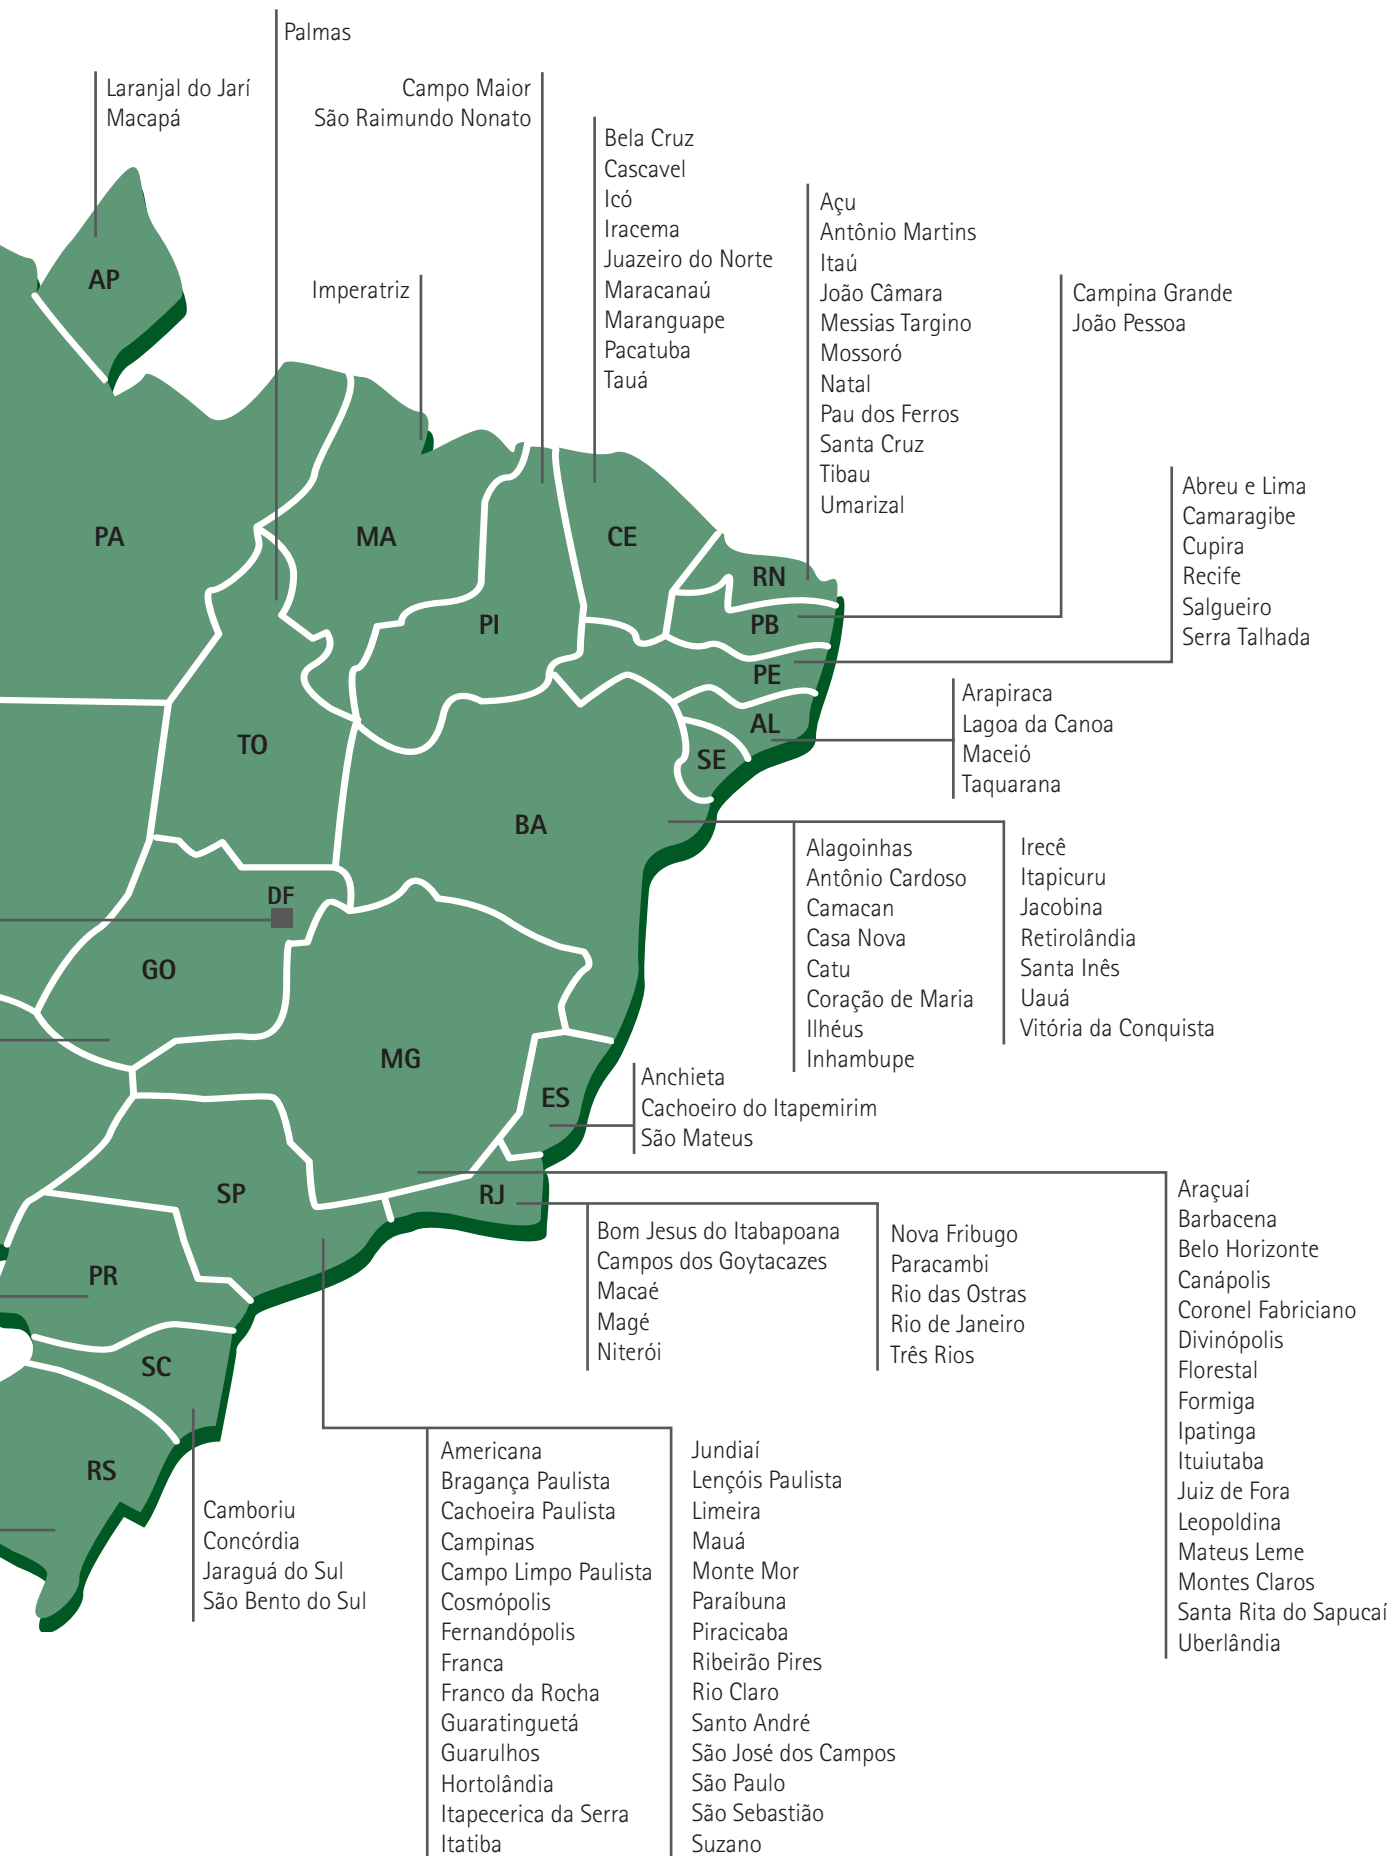 Palmas
Laranjal do Jarí
Macapá
Campo Maior
São Raimundo Nonato
Bela Cruz
Cascavel
Icó
Iracema
Juazeiro do Norte
Maracanaú
Maranguape
Pacatuba
Tauá
Açu
Antônio Martins
Itaú
João Câmara
Messias Targino
Mossoró
Natal
Pau dos Ferros
Santa Cruz
Tibau
Umarizal
Imperatriz
Campina Grande
João Pessoa
Abreu e Lima
Camaragibe
Cupira
Recife
Salgueiro
Serra Talhada
AP
PA
MA
CE
RN
PI
PB
PE
AL
TO
SE
BA
DF
GO
MG
ES
SP
RJ
PR
SC
RS
Arapiraca
Lagoa da Canoa
Maceió
Taquarana
Alagoinhas
Antônio Cardoso
Camacan
Casa Nova
Catu
Coração de Maria
Ilhéus
Inhambupe
Irecê
Itapicuru
Jacobina
Retirolândia
Santa Inês
Uauá
Vitória da Conquista
Anchieta
Cachoeiro do Itapemirim
São Mateus
Bom Jesus do Itabapoana
Campos dos Goytacazes
Macaé
Magé
Niterói
Nova Fribugo
Paracambi
Rio das Ostras
Rio de Janeiro
Três Rios
Araçuaí
Barbacena
Belo Horizonte
Canápolis
Coronel Fabriciano
Divinópolis
Florestal
Formiga
Ipatinga
Ituiutaba
Juiz de Fora
Leopoldina
Mateus Leme
Montes Claros
Santa Rita do Sapucaí
Uberlândia
Camboriu
Concórdia
Jaraguá do Sul
São Bento do Sul
Americana
Bragança Paulista
Cachoeira Paulista
Campinas
Campo Limpo Paulista
Cosmópolis
Fernandópolis
Franca
Franco da Rocha
Guaratinguetá
Guarulhos
Hortolândia
Itapecerica da Serra
Itatiba
Jundiaí
Lençóis Paulista
Limeira
Mauá
Monte Mor
Paraíbuna
Piracicaba
Ribeirão Pires
Rio Claro
Santo André
São José dos Campos
São Paulo
São Sebastião
Suzano